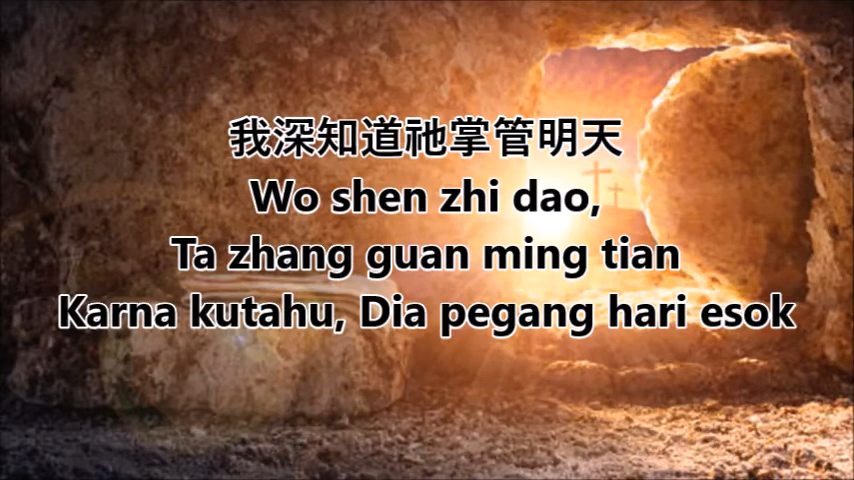 我深知道祂掌管明天
Wo shen zhi dao,
Ta zhang guan ming tian
Karna kutahu, Dia pegang hari esok